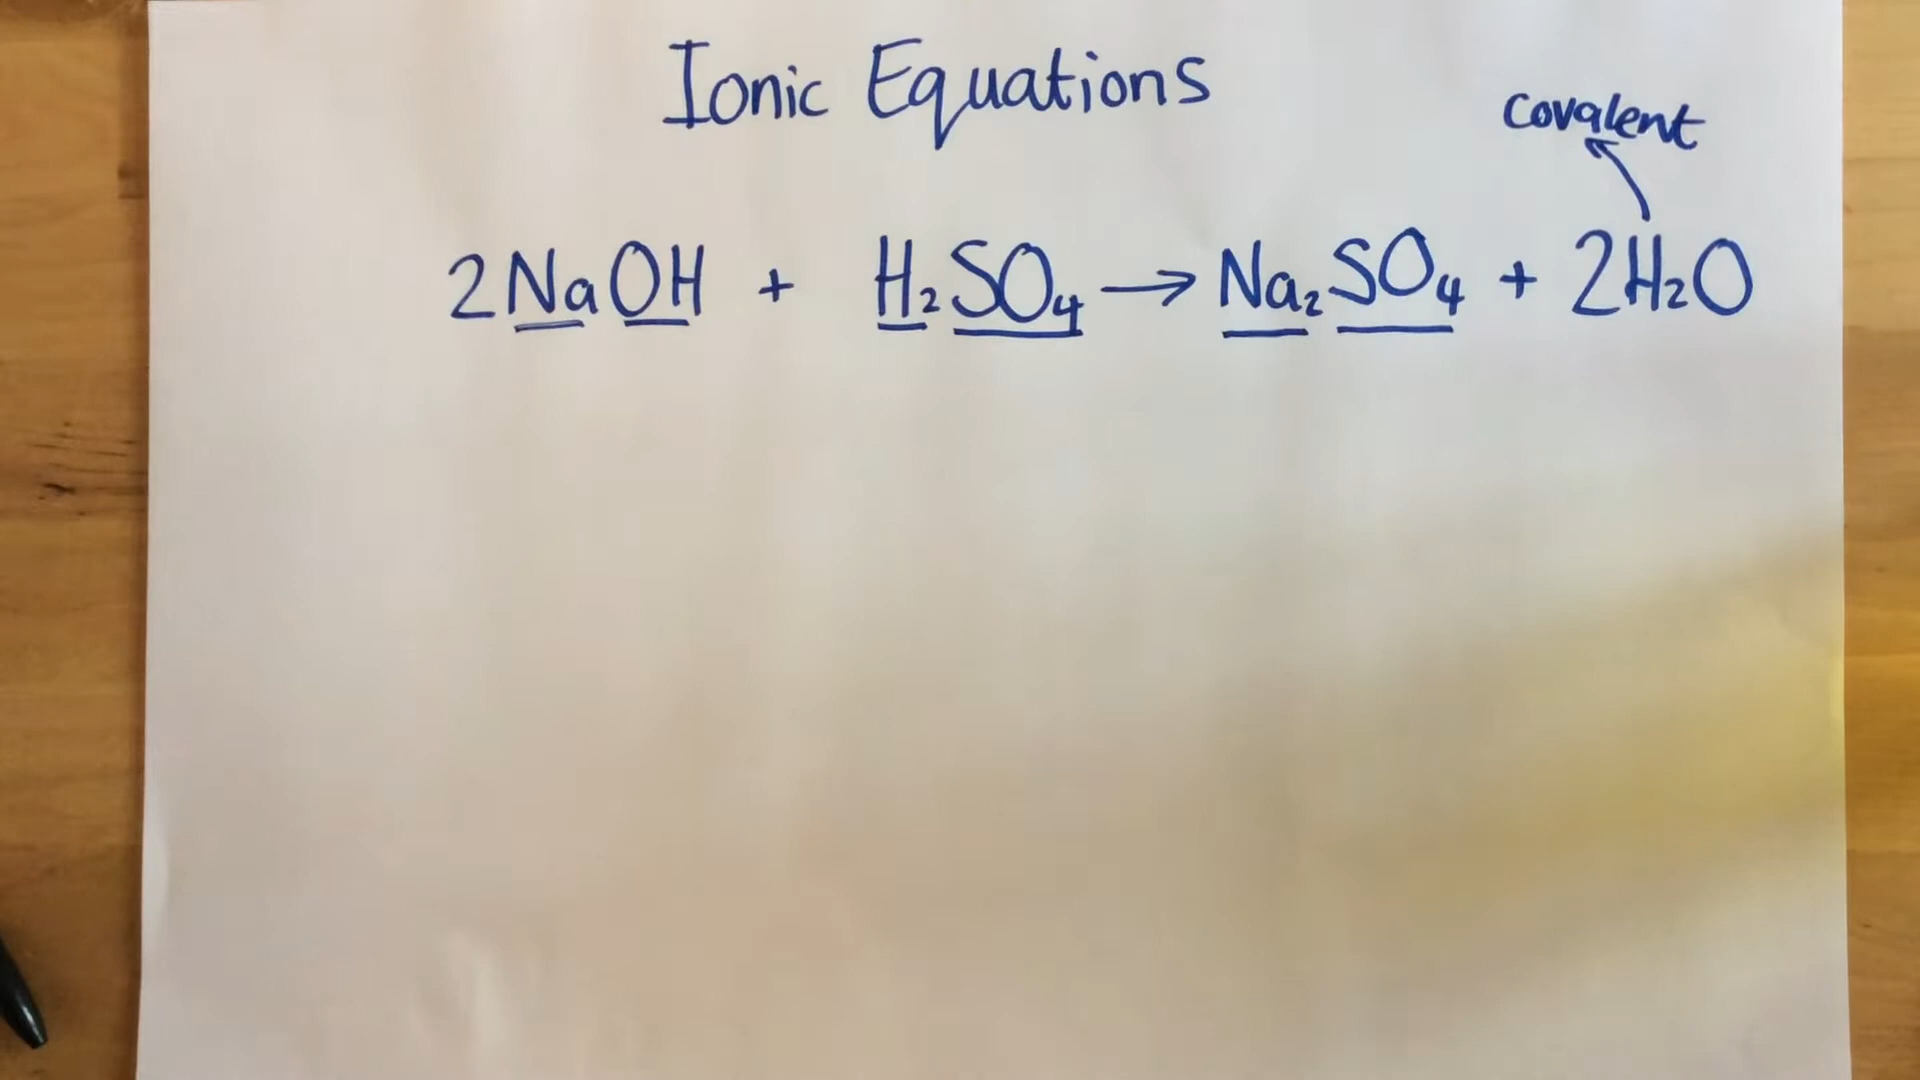 Ionic Equations
covalent
2NaOH + H₂SO₄ → Na₂SO₄ + 2H₂O